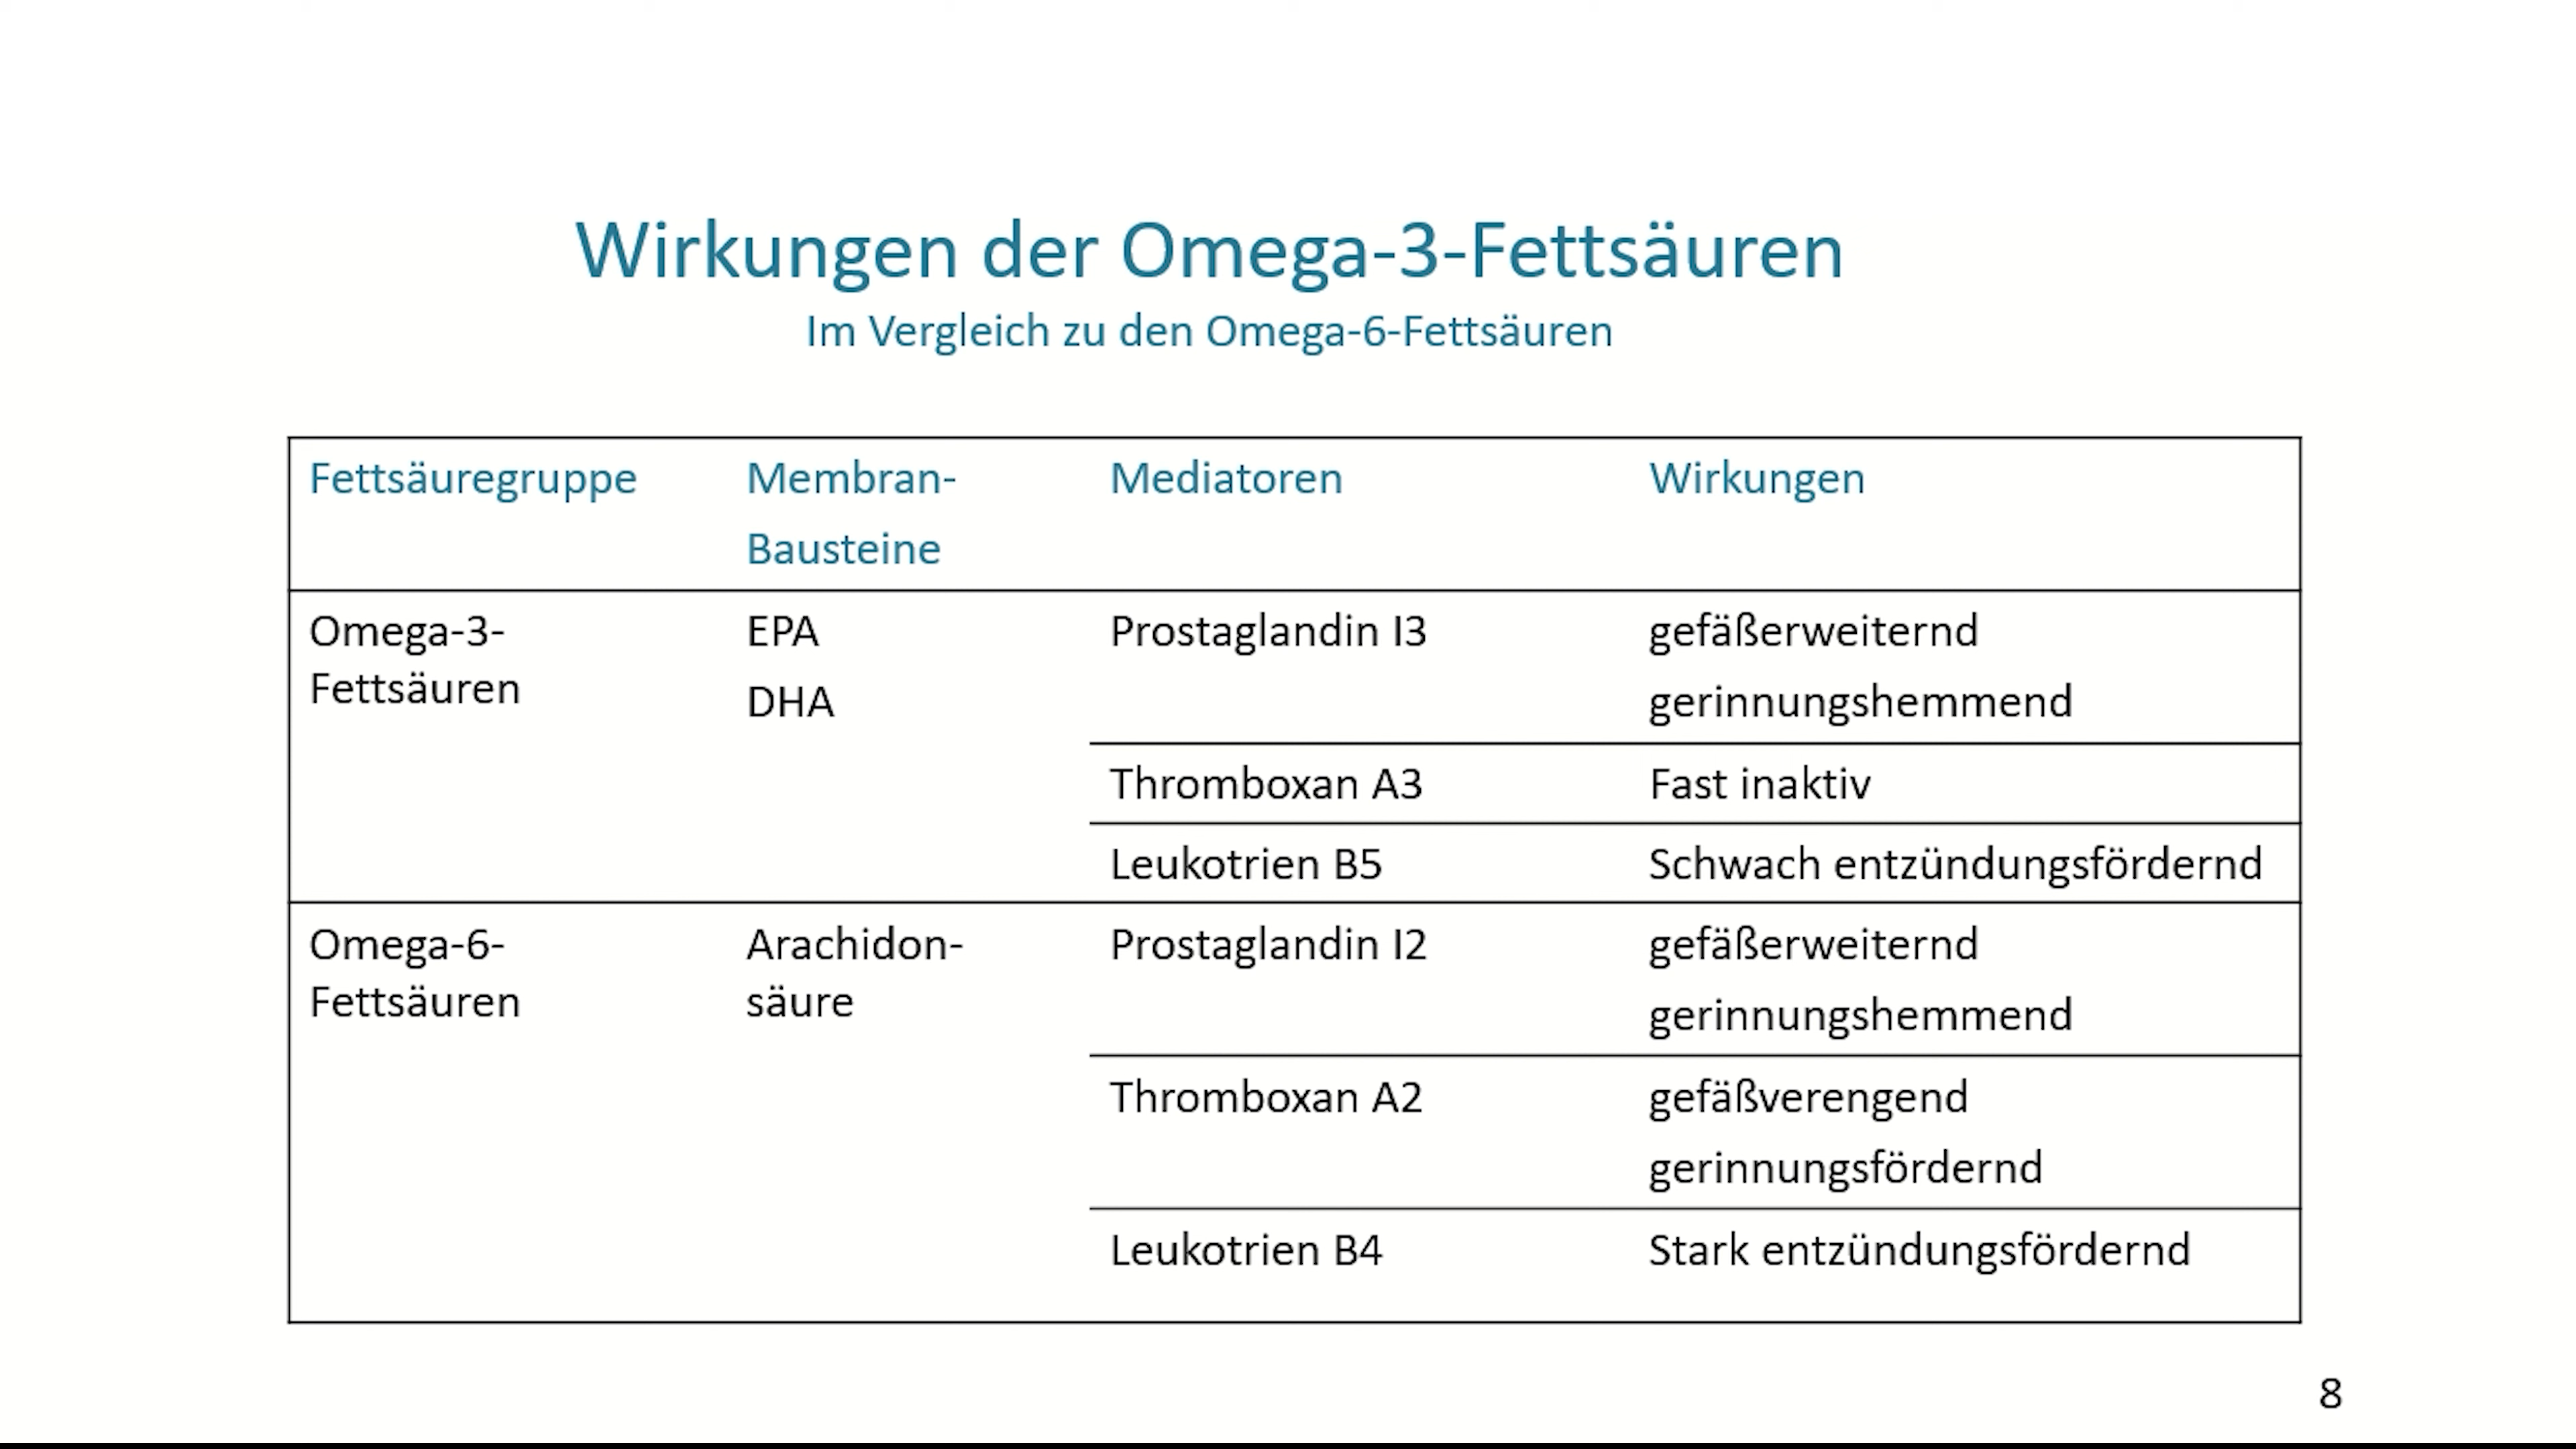 Wirkungen der Omega-3-Fettsäuren
Im Vergleich zu den Omega-6-Fettsäuren
Fettsäuregruppe Membran- Mediatoren Wirkungen
Bausteine
Omega-3- EPA Prostaglandin I3 gefäßerweiternd
Fettsäuren DHA gerinnungshemmend
Thromboxan A3 Fast inaktiv
Leukotrien B5 Schwach entzündungsfördernd
Omega-6- Arachidon- Prostaglandin I2 gefäßerweiternd
Fettsäuren säure gerinnungshemmend
Thromboxan A2 gefäßverengend
gerinnungsfördernd
Leukotrien B4 Stark entzündungsfördernd
8